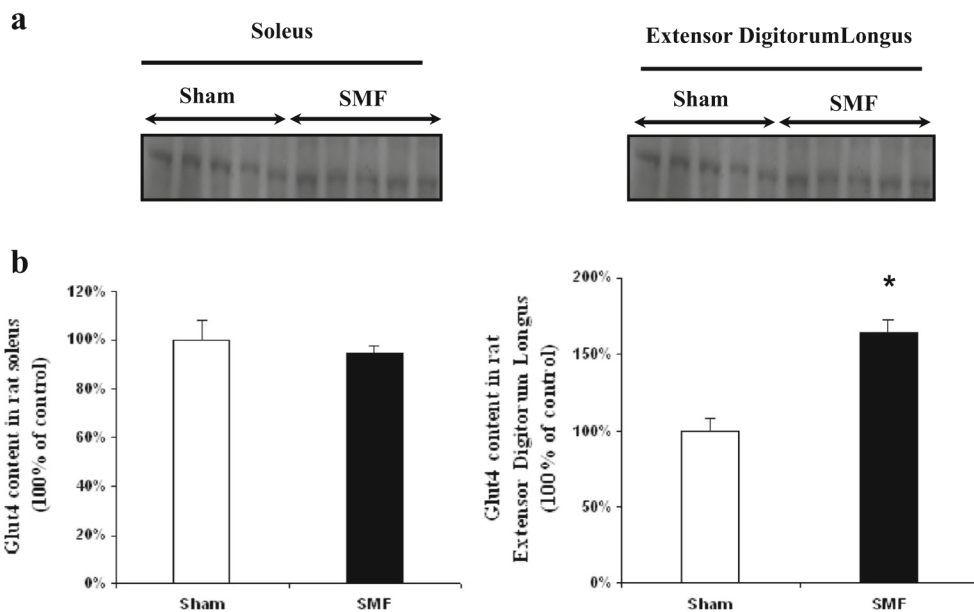 a
Soleus
Extensor DigitorumLongus
Sham
SMF
Sham
SMF
b
Glut4 content in rat soleus
(100% of control)
120%
100%
80%
60%
40%
20%
0%
Sham
SMF
Glut4 content in rat
Extensor Digitorum Longus
(100% of control)
200%
150%
100%
50%
0%
*
Sham
SMF